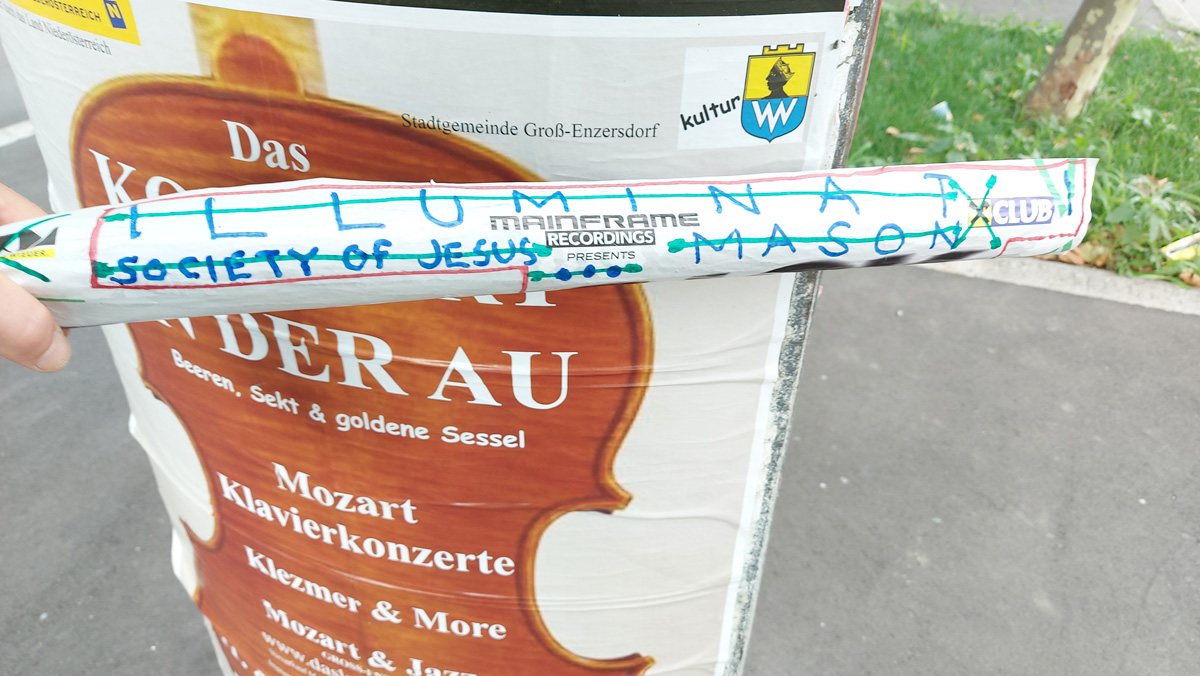 Stadtgemeinde Groß-Enzersdorf
kultur
W
Das
ILLUMINATI
MAINFRAME
RECORDINGS
PRESENTS
CLUB
SOCIETY OF JESUS
MASON
DER AU
Beeren, Sekt & goldene Sessel
Mozart
Klavierkonzerte
Klezmer & More
Mozart & Jazz